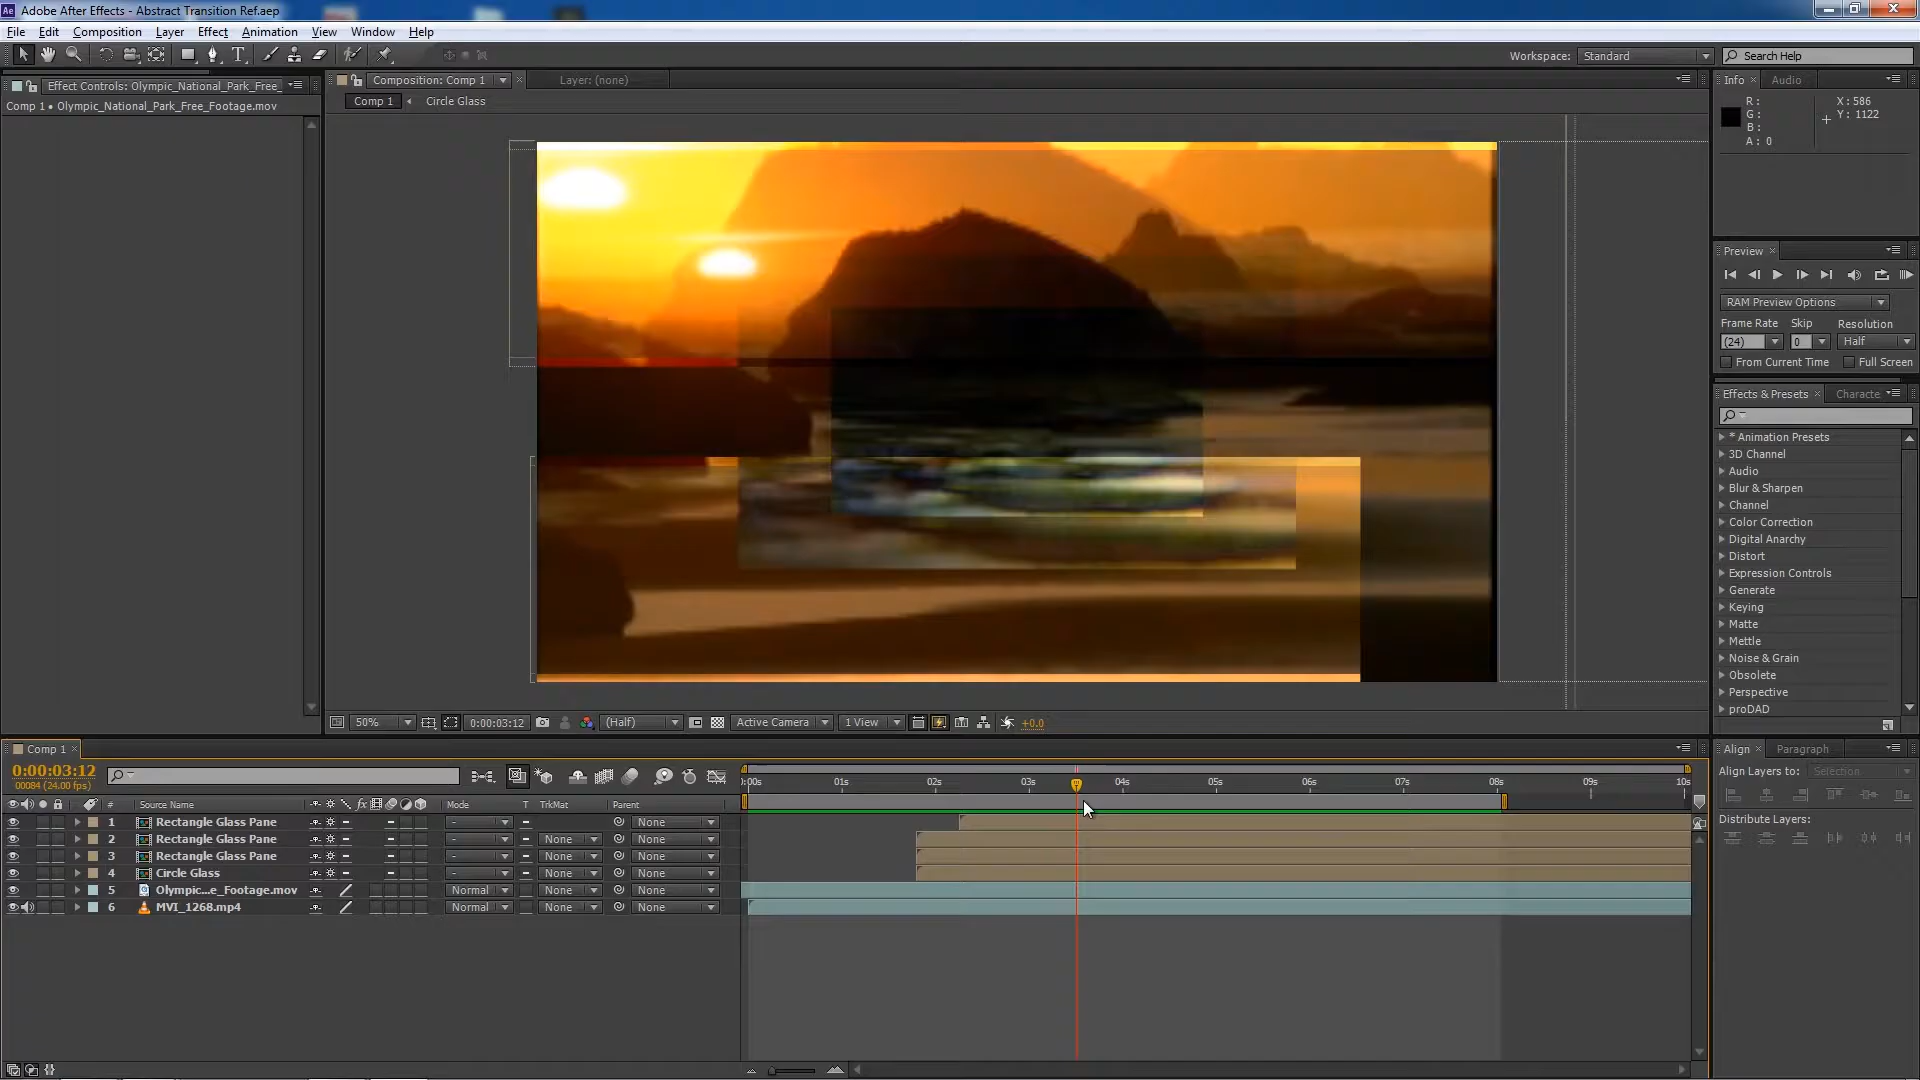 Adobe After Effects - Abstract Transition Ref.aep
File Edit Composition Layer Effect Animation View Window Help
Workspace: Standard Search Help
Effect Controls: Olympic_National_Park_Free_
Comp 1 • Olympic_National_Park_Free_Footage.mov
Composition: Comp 1 Layer: (none)
Comp 1 Circle Glass
Info Audio
R: X: 586
G: Y: 1122
B:
A: 0
Preview
RAM Preview Options
Frame Rate Skip Resolution
(24) 0 Half
From Current Time Full Screen
Effects & Presets Characte
* Animation Presets
3D Channel
Audio
Blur & Sharpen
Channel
Color Correction
Digital Anarchy
Distort
Expression Controls
Generate
Keying
Matte
Mettle
Noise & Grain
Obsolete
Perspective
proDAD
50% 0:00:03:12 (Half) Active Camera 1 View +0.0
Comp 1
0:00:03:12
00084 (24.00 fps)
:00s 01s 02s 03s 04s 05s 06s 07s 08s 09s 10s
# Source Name fx Mode T TrkMat Parent
1 Rectangle Glass Pane - None
2 Rectangle Glass Pane - None None
3 Rectangle Glass Pane - None None
4 Circle Glass - None None
5 Olympic...e_Footage.mov Normal None None
6 MVI_1268.mp4 Normal None None
Align Paragraph
Align Layers to: Selection
Distribute Layers: